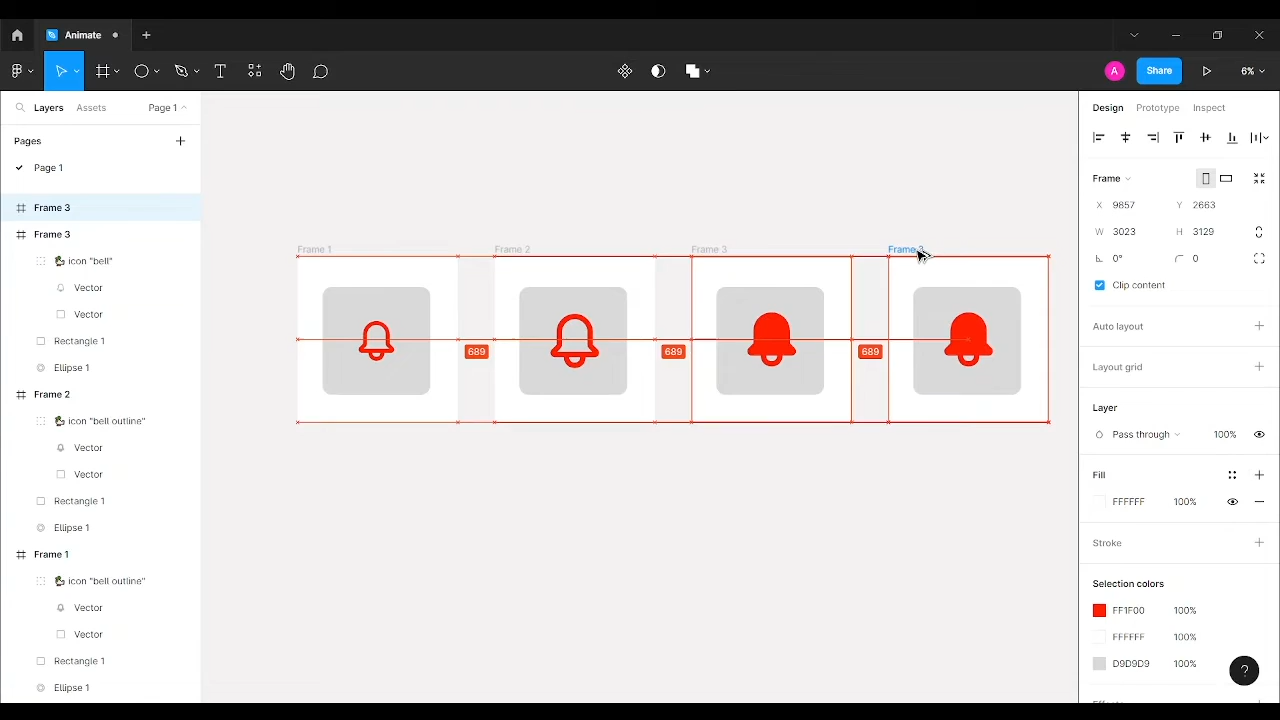 Animate
Share
6%
Layers
Assets
Page 1
Pages
Page 1
Frame 3
Frame 3
icon "bell"
Vector
Vector
Rectangle 1
Ellipse 1
Frame 2
icon "bell outline"
Vector
Vector
Rectangle 1
Ellipse 1
Frame 1
icon "bell outline"
Vector
Vector
Rectangle 1
Ellipse 1
Frame 1
Frame 2
Frame 3
Frame
689
689
689
A
Design
Prototype
Inspect
Frame
X 9857
Y 2663
W 3023
H 3129
0°
0
Clip content
Auto layout
Layout grid
Layer
Pass through
100%
Fill
FFFFFF
100%
Stroke
Selection colors
FF1F00
100%
FFFFFF
100%
D9D9D9
100%
?